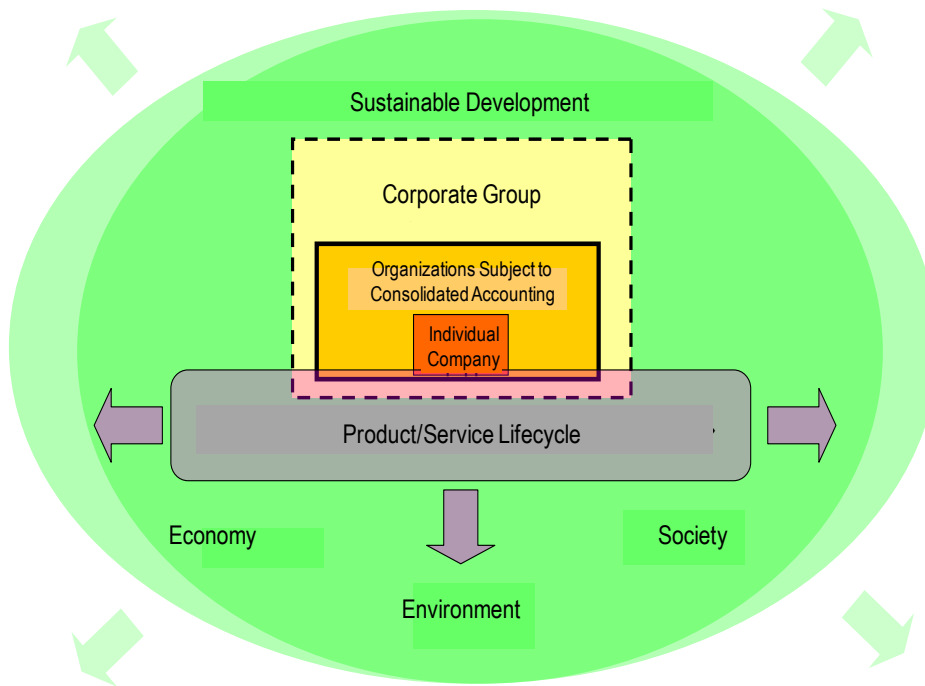 Sustainable Development
Corporate Group
Organizations Subject to
Consolidated Accounting
Individual
Company
Product/Service Lifecycle
Economy
Society
Environment